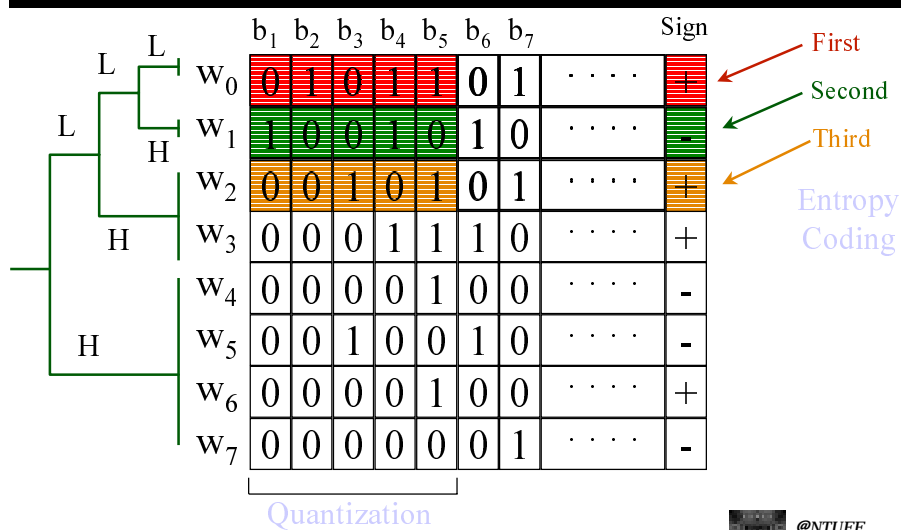 b1 b2 b3 b4 b5 b6 b7 Sign
L L L H H H
w0 0 1 0 1 1 0 1 · · · · +
w1 1 0 0 1 0 1 0 · · · · -
w2 0 0 1 0 1 0 1 · · · · +
w3 0 0 0 1 1 1 0 · · · · +
w4 0 0 0 0 1 0 0 · · · · -
w5 0 0 1 0 0 1 0 · · · · -
w6 0 0 0 0 1 0 0 · · · · +
w7 0 0 0 0 0 0 1 · · · · -
First
Second
Third
Entropy
Coding
Quantization
@NTUEE